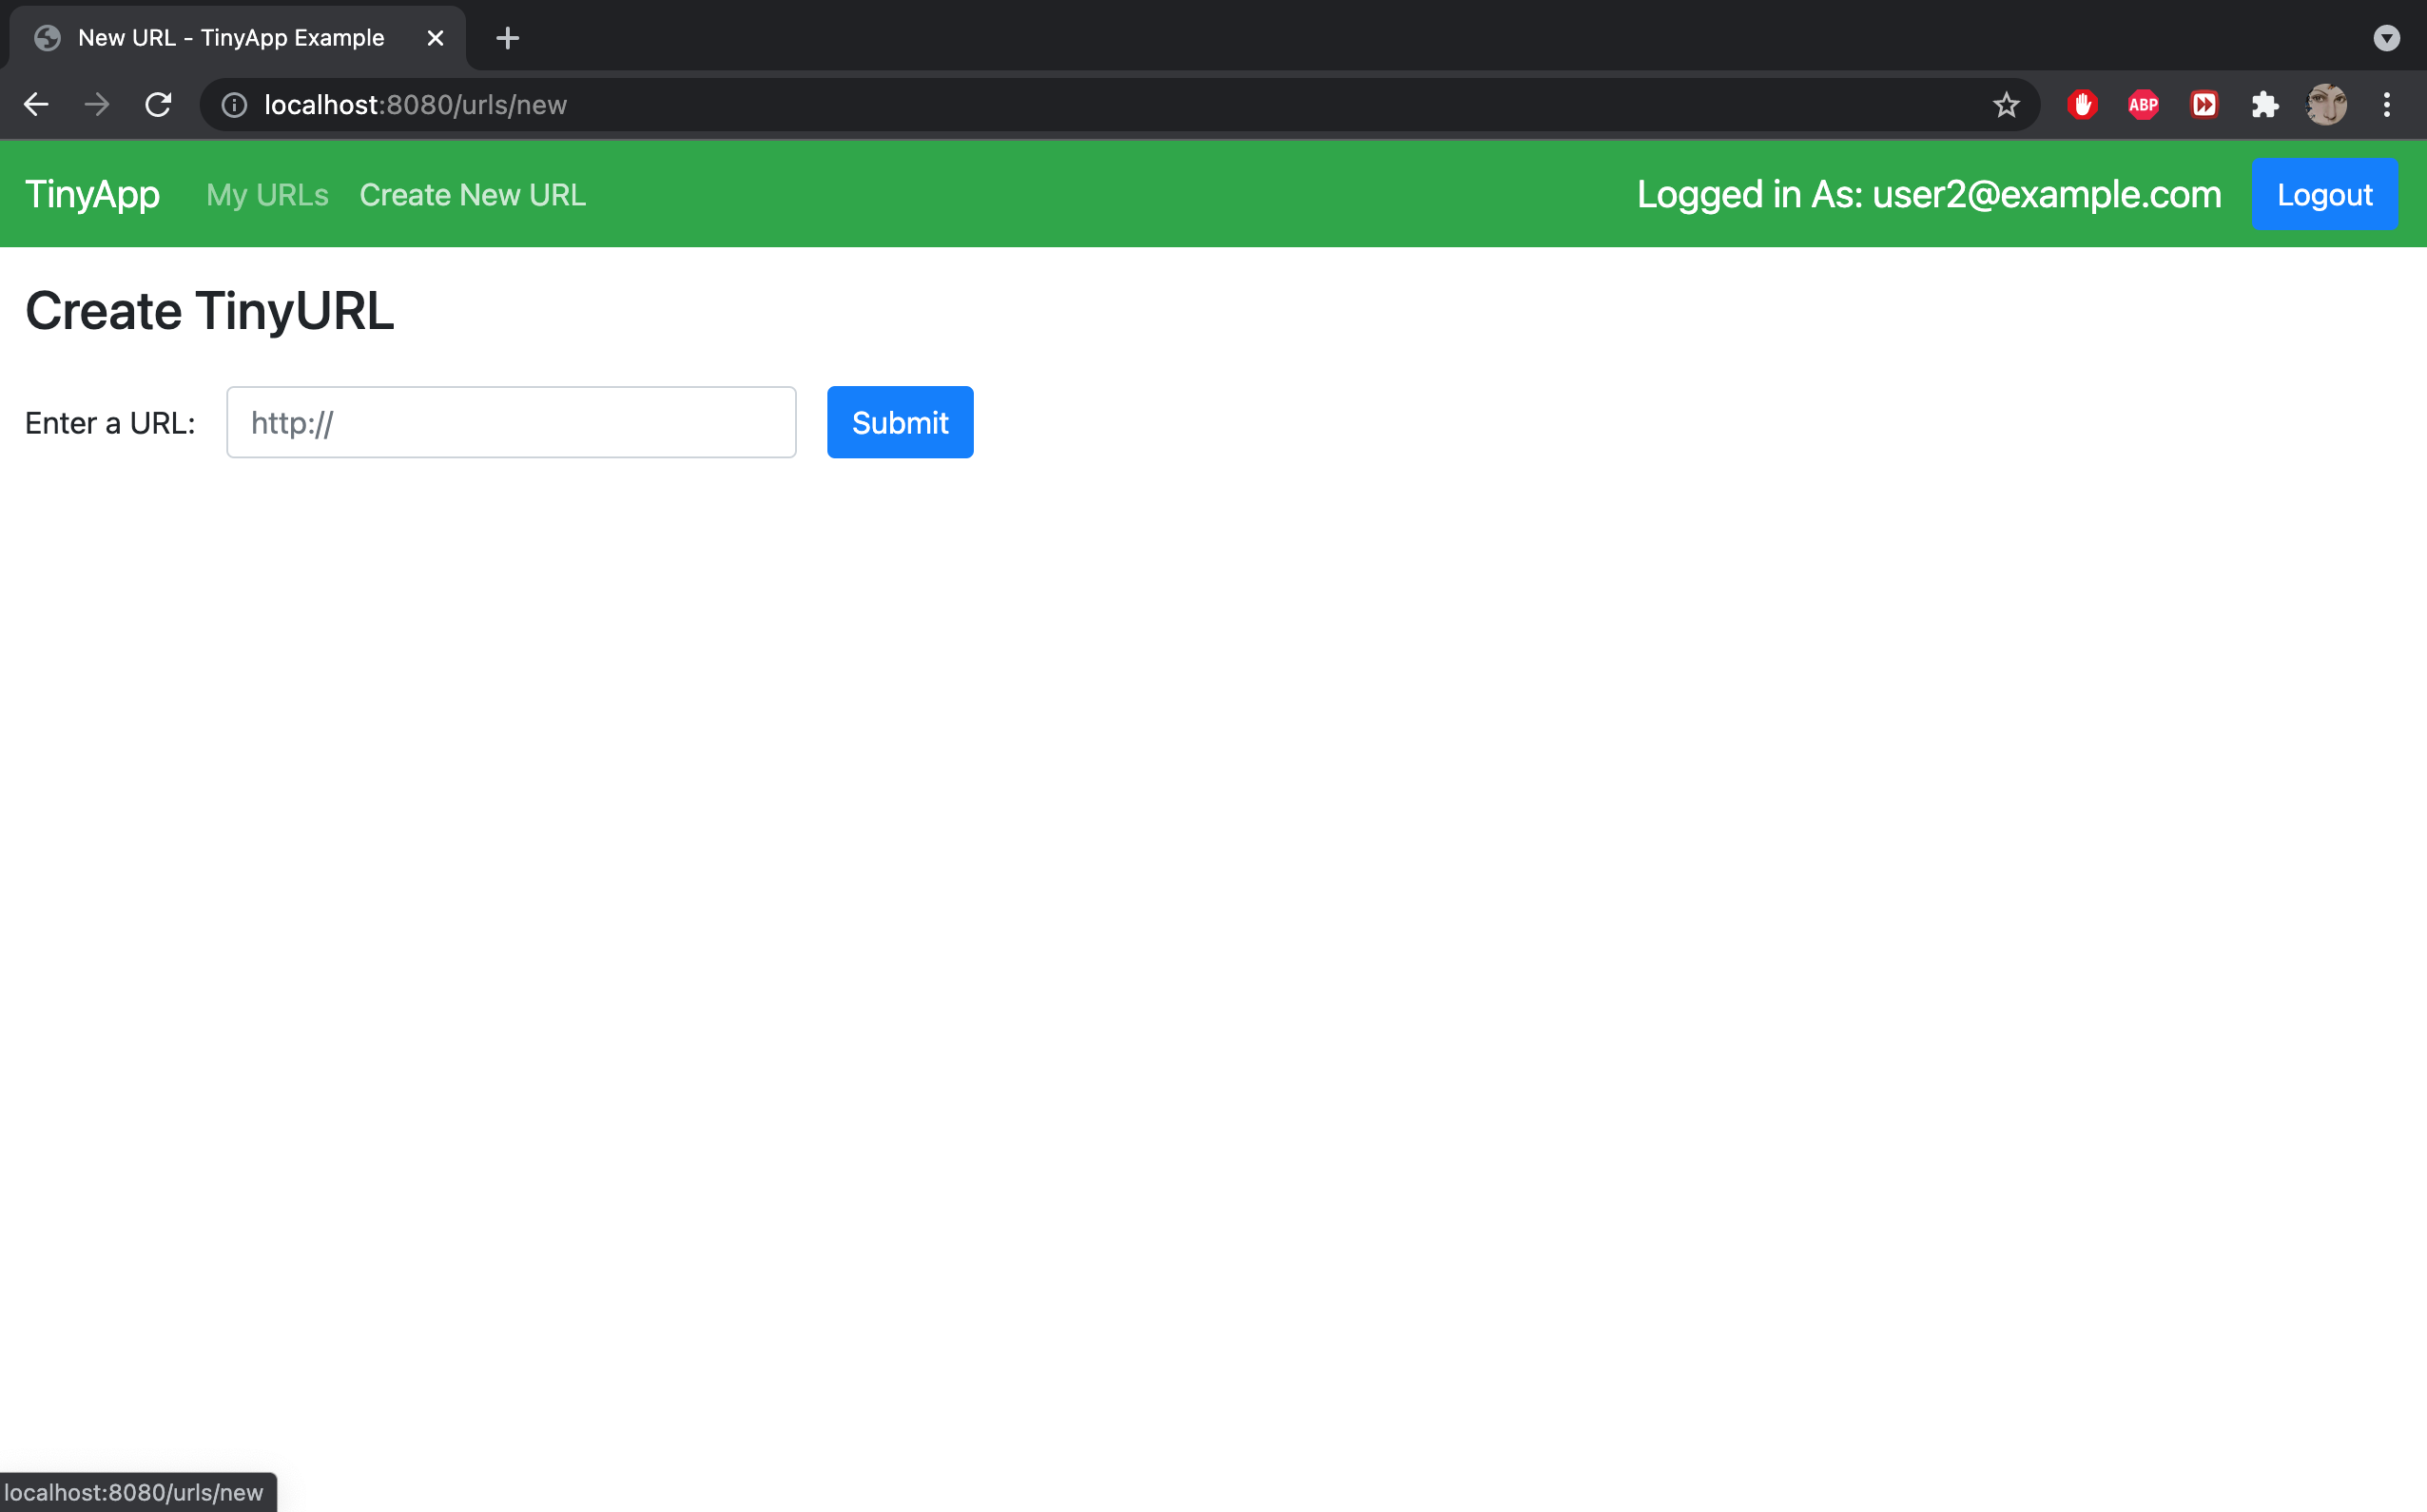 New URL - TinyApp Example
localhost:8080/urls/new
ABP
TinyApp My URLs Create New URL Logged in As: user2@example.com Logout
Create TinyURL
Enter a URL: http:// Submit
localhost:8080/urls/new